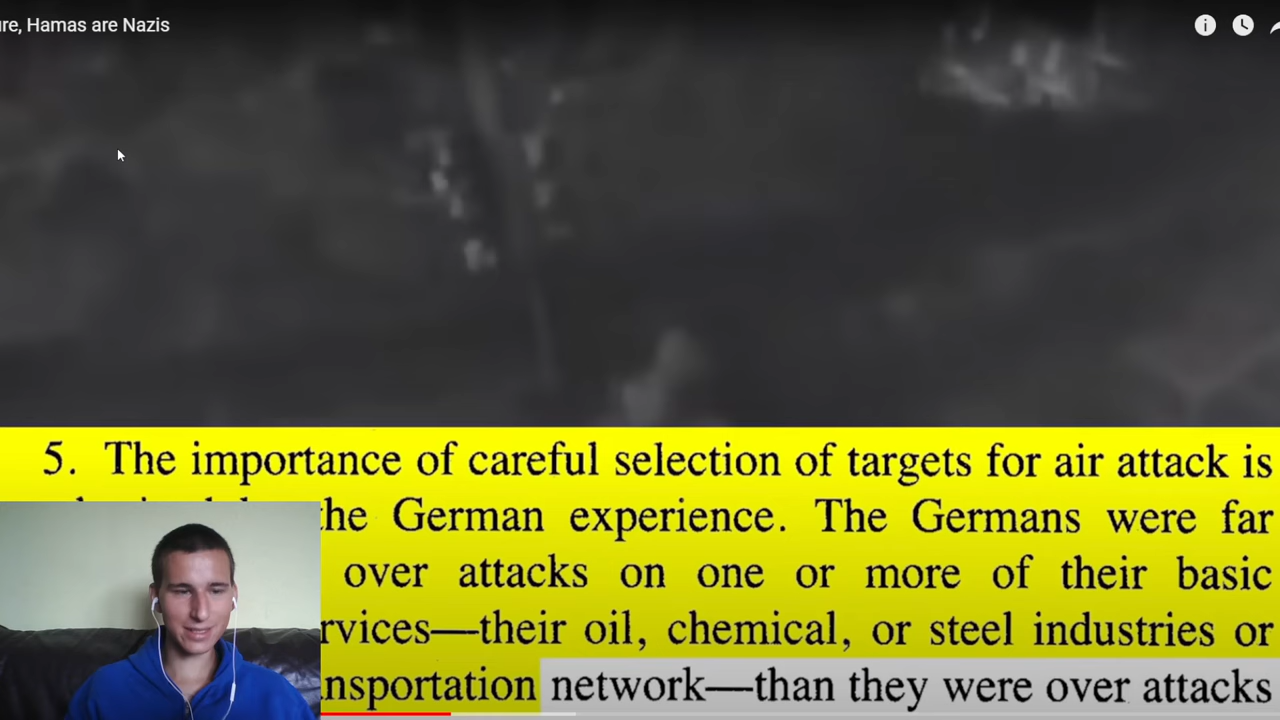 ure, Hamas are Nazis
5. The importance of careful selection of targets for air attack is
the German experience. The Germans were far
over attacks on one or more of their basic
rvices—their oil, chemical, or steel industries or
nsportation network—than they were over attacks